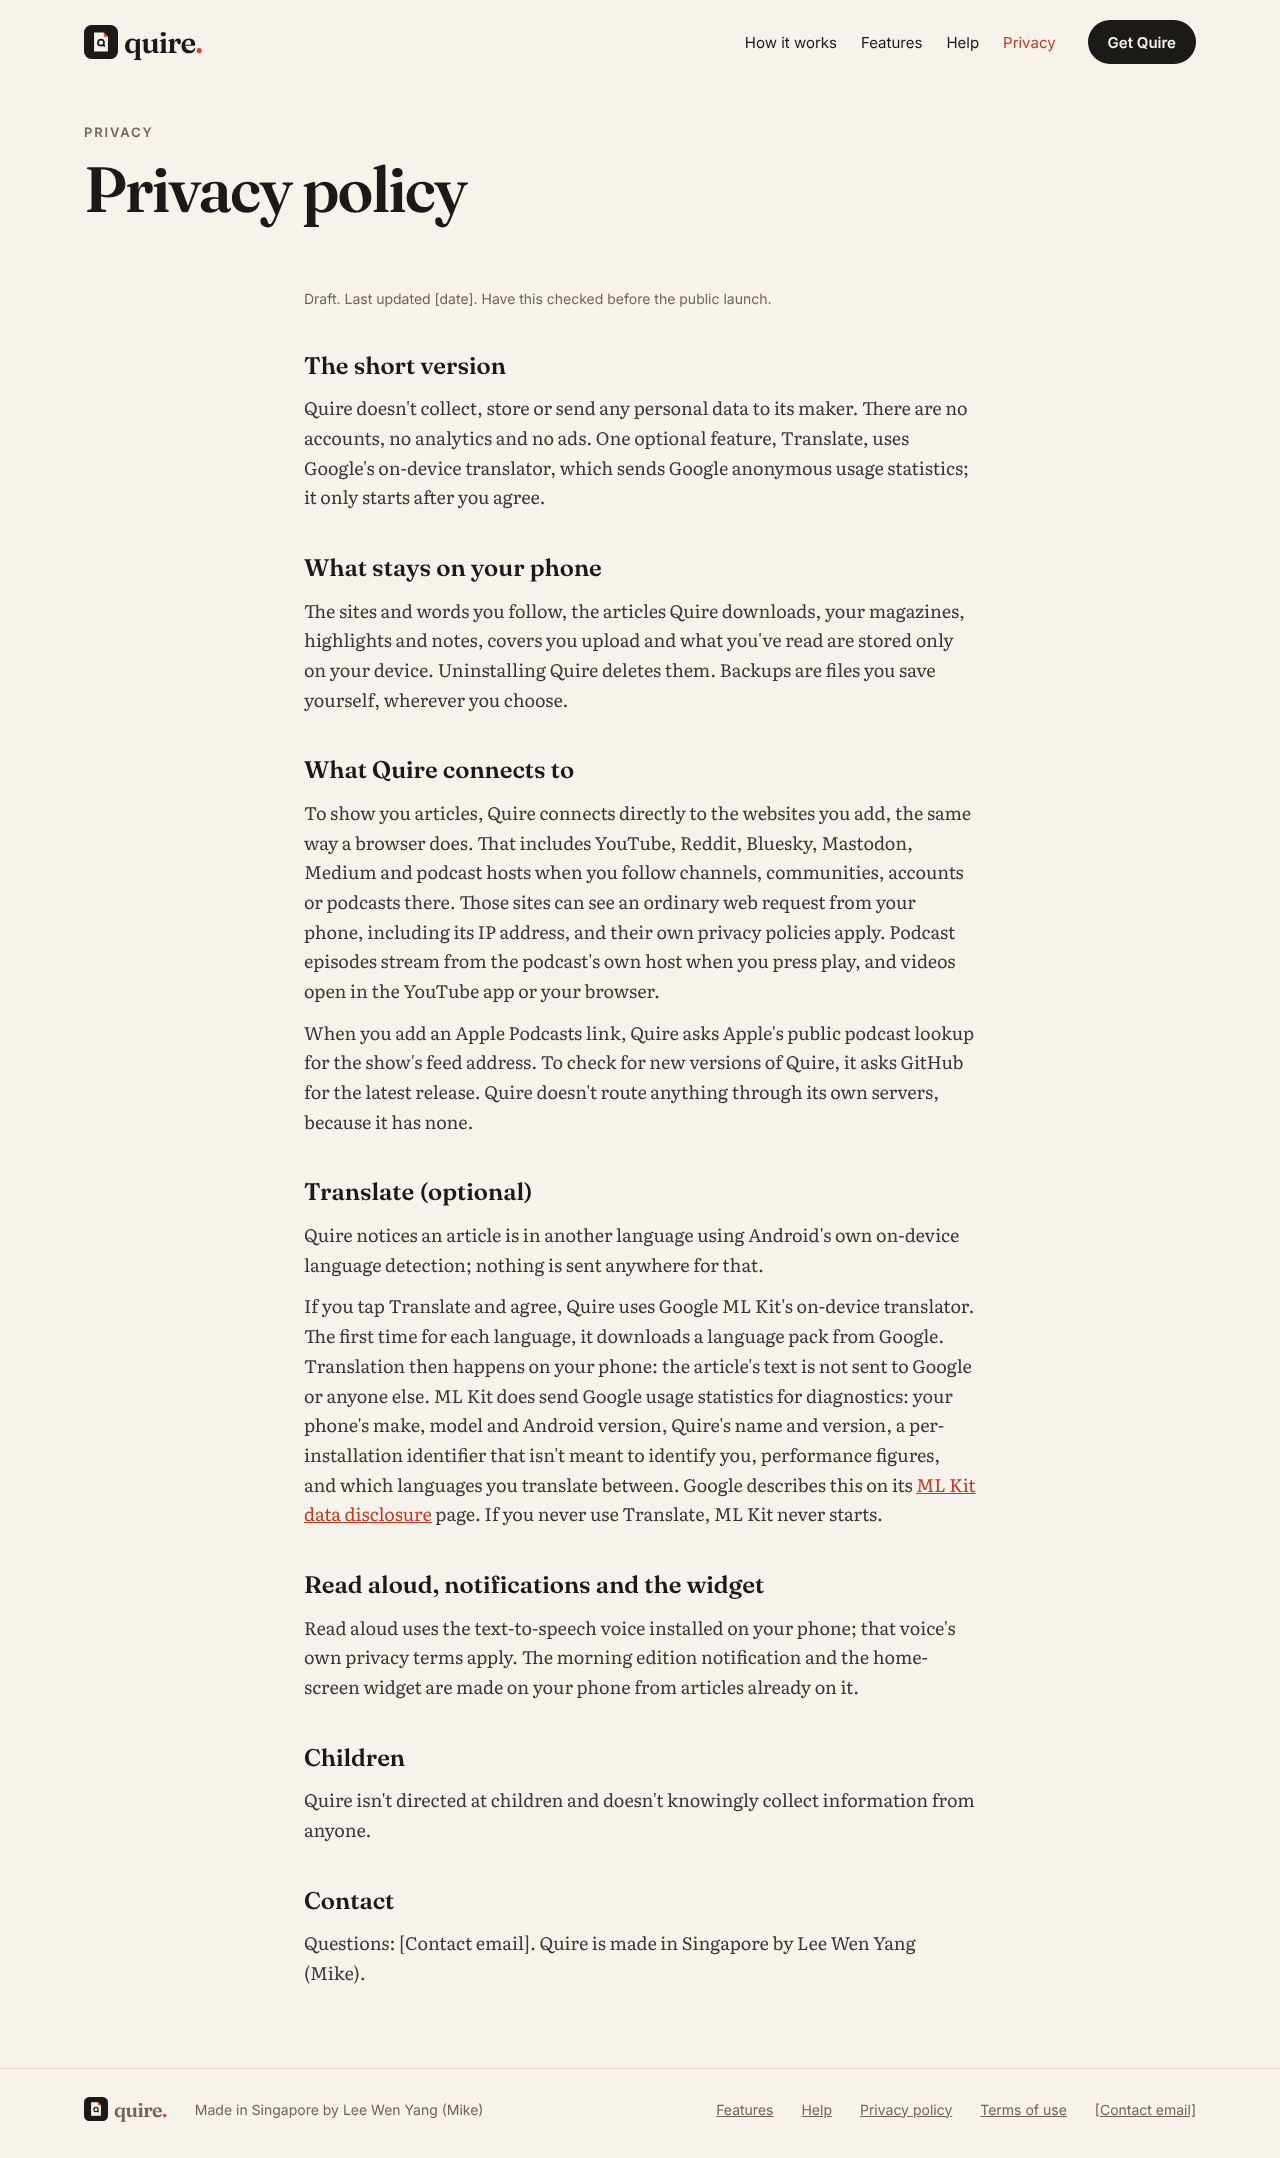 quire.
How it works
Features
Help
Privacy
Get Quire
PRIVACY
Privacy policy
Draft. Last updated [date]. Have this checked before the public launch.
The short version
Quire doesn't collect, store or send any personal data to its maker. There are no
accounts, no analytics and no ads. One optional feature, Translate, uses
Google's on-device translator, which sends Google anonymous usage statistics;
it only starts after you agree.
What stays on your phone
The sites and words you follow, the articles Quire downloads, your magazines,
highlights and notes, covers you upload and what you've read are stored only
on your device. Uninstalling Quire deletes them. Backups are files you save
yourself, wherever you choose.
What Quire connects to
To show you articles, Quire connects directly to the websites you add, the same
way a browser does. That includes YouTube, Reddit, Bluesky, Mastodon,
Medium and podcast hosts when you follow channels, communities, accounts
or podcasts there. Those sites can see an ordinary web request from your
phone, including its IP address, and their own privacy policies apply. Podcast
episodes stream from the podcast's own host when you press play, and videos
open in the YouTube app or your browser.
When you add an Apple Podcasts link, Quire asks Apple's public podcast lookup
for the show's feed address. To check for new versions of Quire, it asks GitHub
for the latest release. Quire doesn't route anything through its own servers,
because it has none.
Translate (optional)
Quire notices an article is in another language using Android's own on-device
language detection; nothing is sent anywhere for that.
If you tap Translate and agree, Quire uses Google ML Kit's on-device translator.
The first time for each language, it downloads a language pack from Google.
Translation then happens on your phone: the article's text is not sent to Google
or anyone else. ML Kit does send Google usage statistics for diagnostics: your
phone's make, model and Android version, Quire's name and version, a per-
installation identifier that isn't meant to identify you, performance figures,
and which languages you translate between. Google describes this on its ML Kit
data disclosure page. If you never use Translate, ML Kit never starts.
Read aloud, notifications and the widget
Read aloud uses the text-to-speech voice installed on your phone; that voice's
own privacy terms apply. The morning edition notification and the home-
screen widget are made on your phone from articles already on it.
Children
Quire isn't directed at children and doesn't knowingly collect information from
anyone.
Contact
Questions: [Contact email]. Quire is made in Singapore by Lee Wen Yang
(Mike).
quire.
Made in Singapore by Lee Wen Yang (Mike)
Features
Help
Privacy policy
Terms of use
[Contact email]